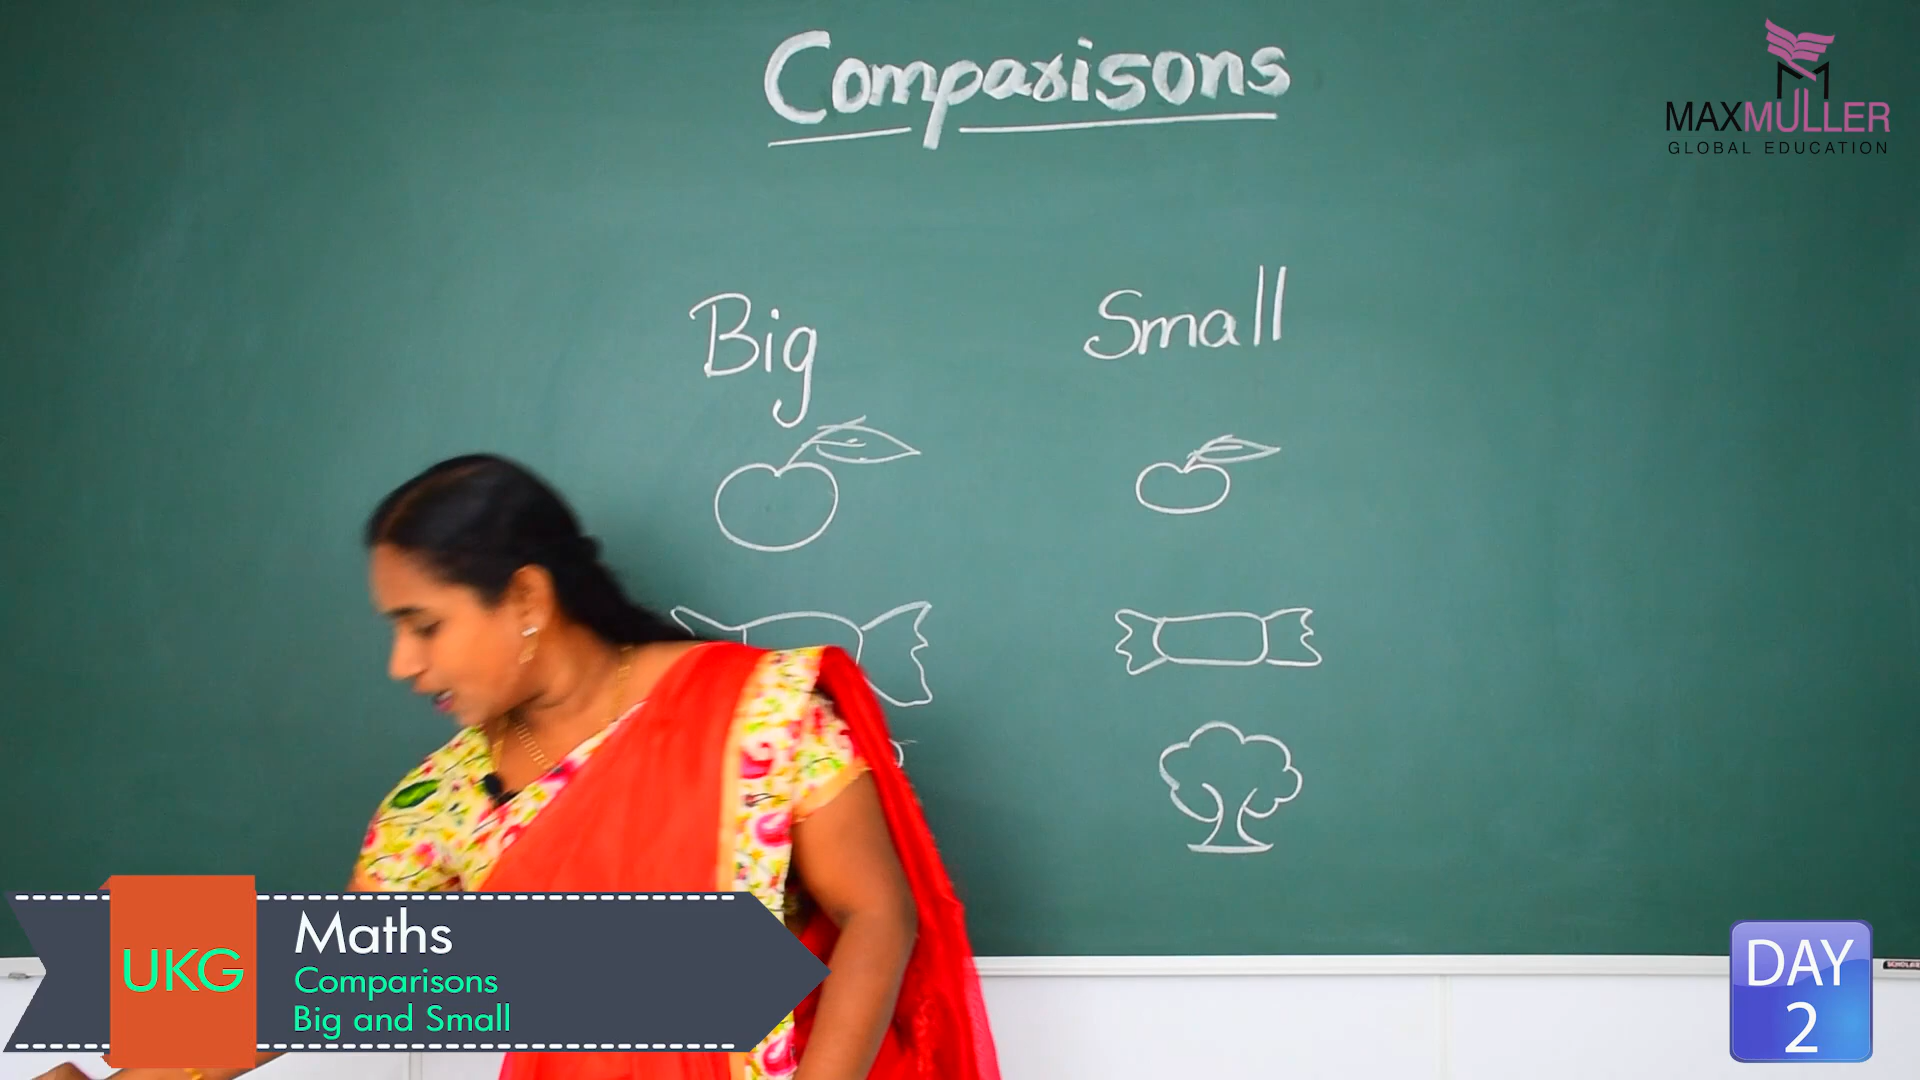 Comparisons
MAXMULLER
GLOBAL EDUCATION
Big
Small
UKG
Maths
Comparisons
Big and Small
DAY
2